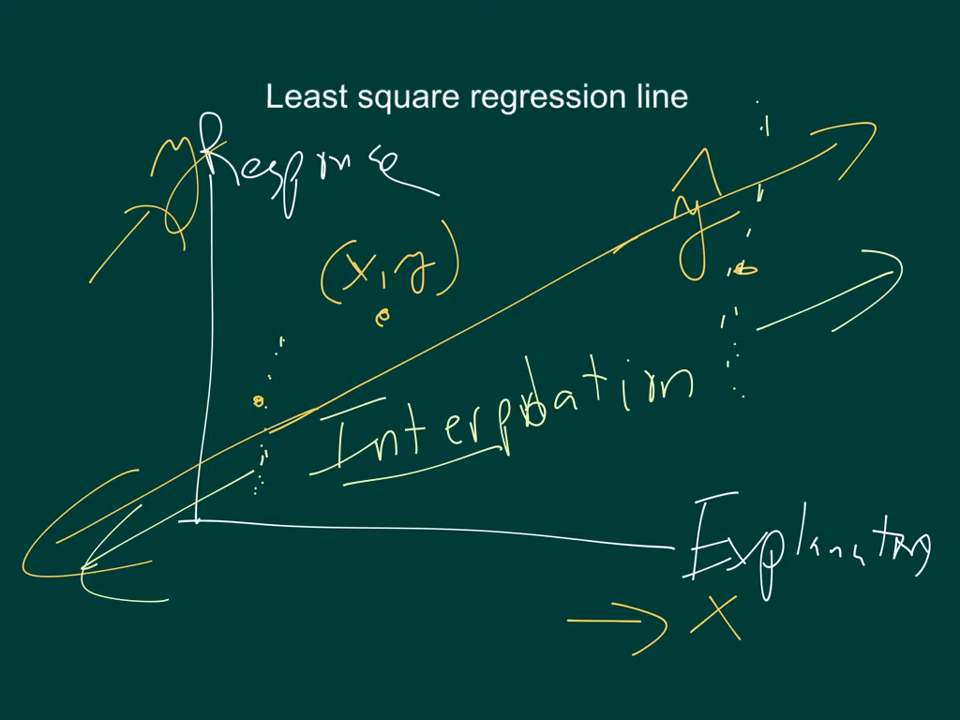 Least square regression line
y Response
ŷ
(x, y)
Interpolation
Explanatory
x